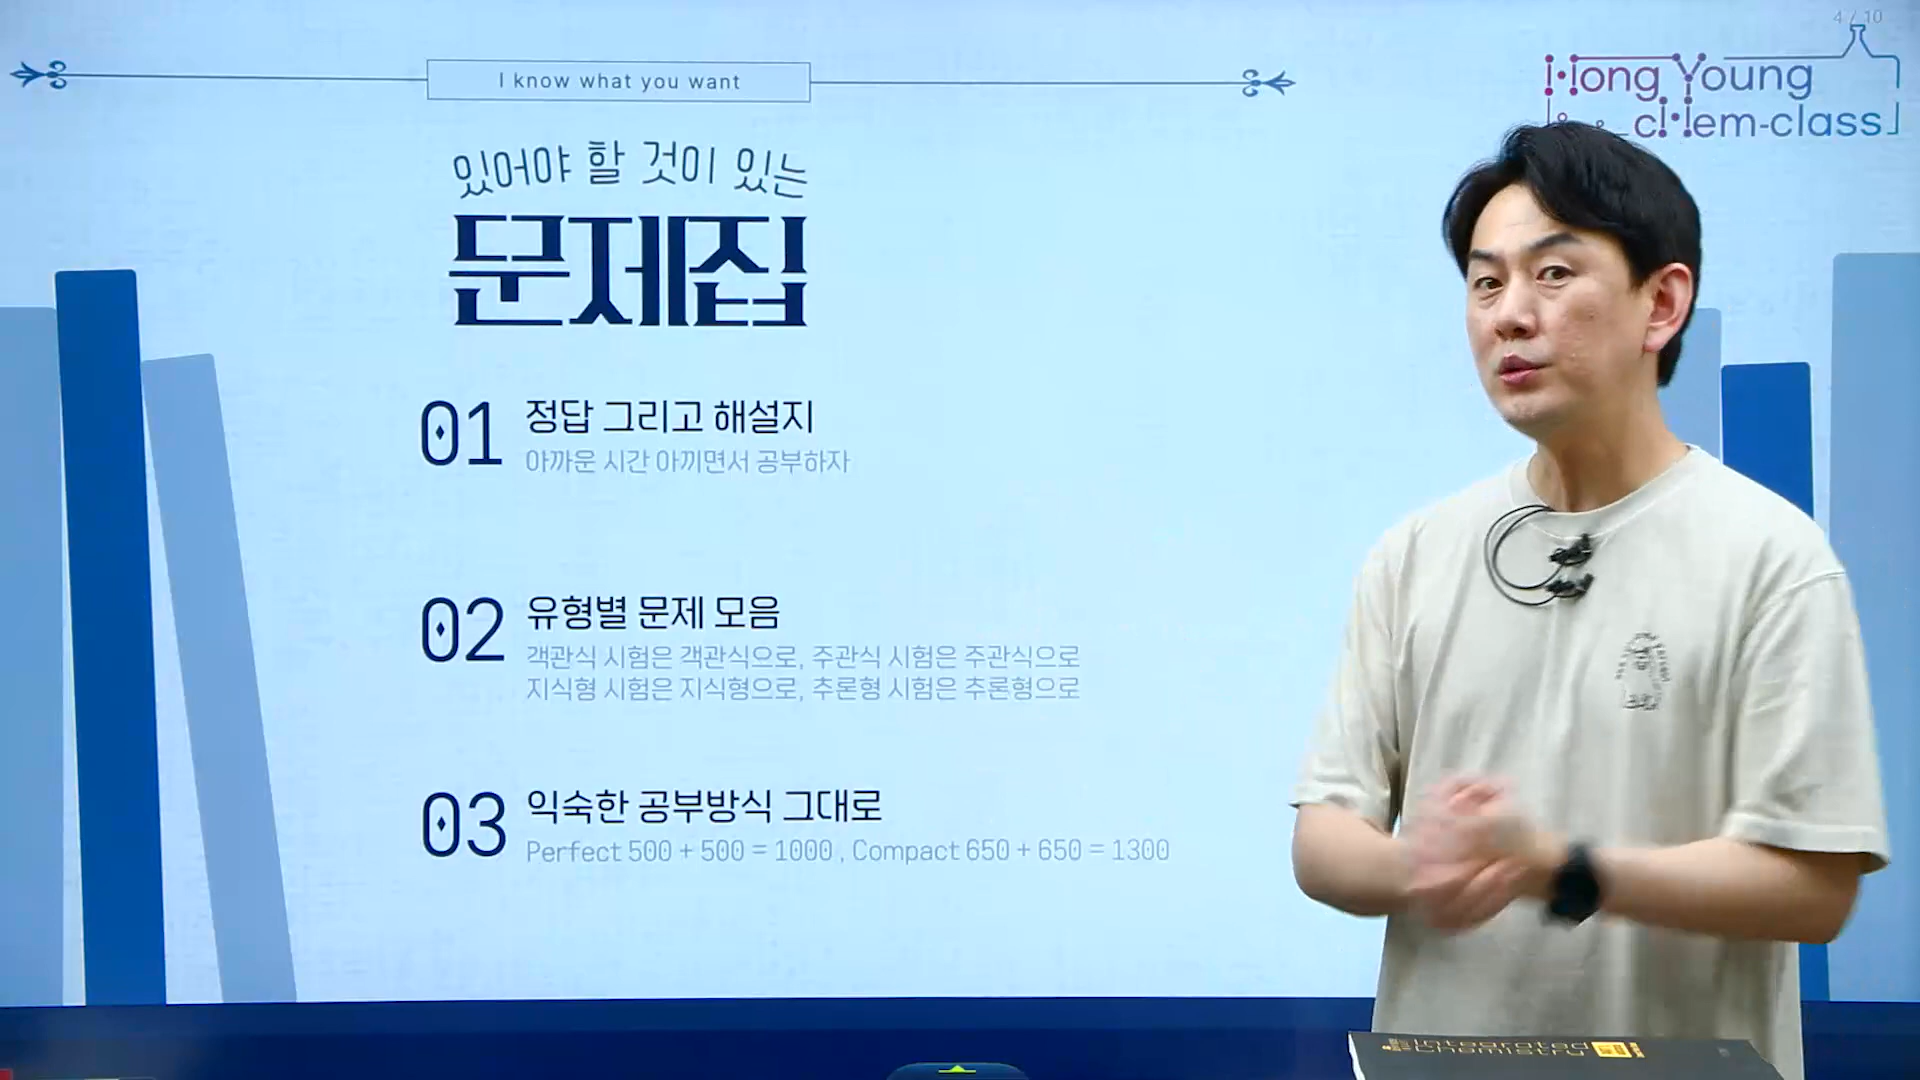 4 / 10
I know what you want
Hong Young
cHem-class
있어야 할 것이 있는
문제집
01 정답 그리고 해설지
아까운 시간 아끼면서 공부하자
02 유형별 문제 모음
객관식 시험은 객관식으로, 주관식 시험은 주관식으로
지식형 시험은 지식형으로, 추론형 시험은 추론형으로
03 익숙한 공부방식 그대로
Perfect 500 + 500 = 1000 , Compact 650 + 650 = 1300